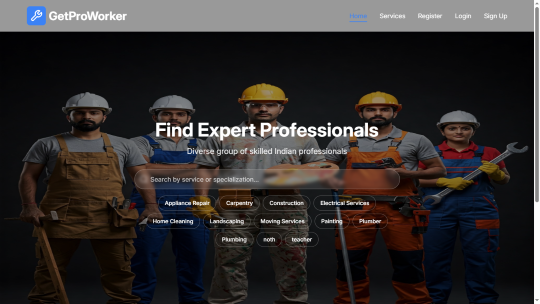 GetProWorker
Home Services Register Login Sign Up
Find Expert Professionals
Diverse group of skilled Indian professionals
Search by service or specialization...
Appliance Repair Carpentry Construction Electrical Services
Home Cleaning Landscaping Moving Services Painting Plumber
Plumbing noth teacher